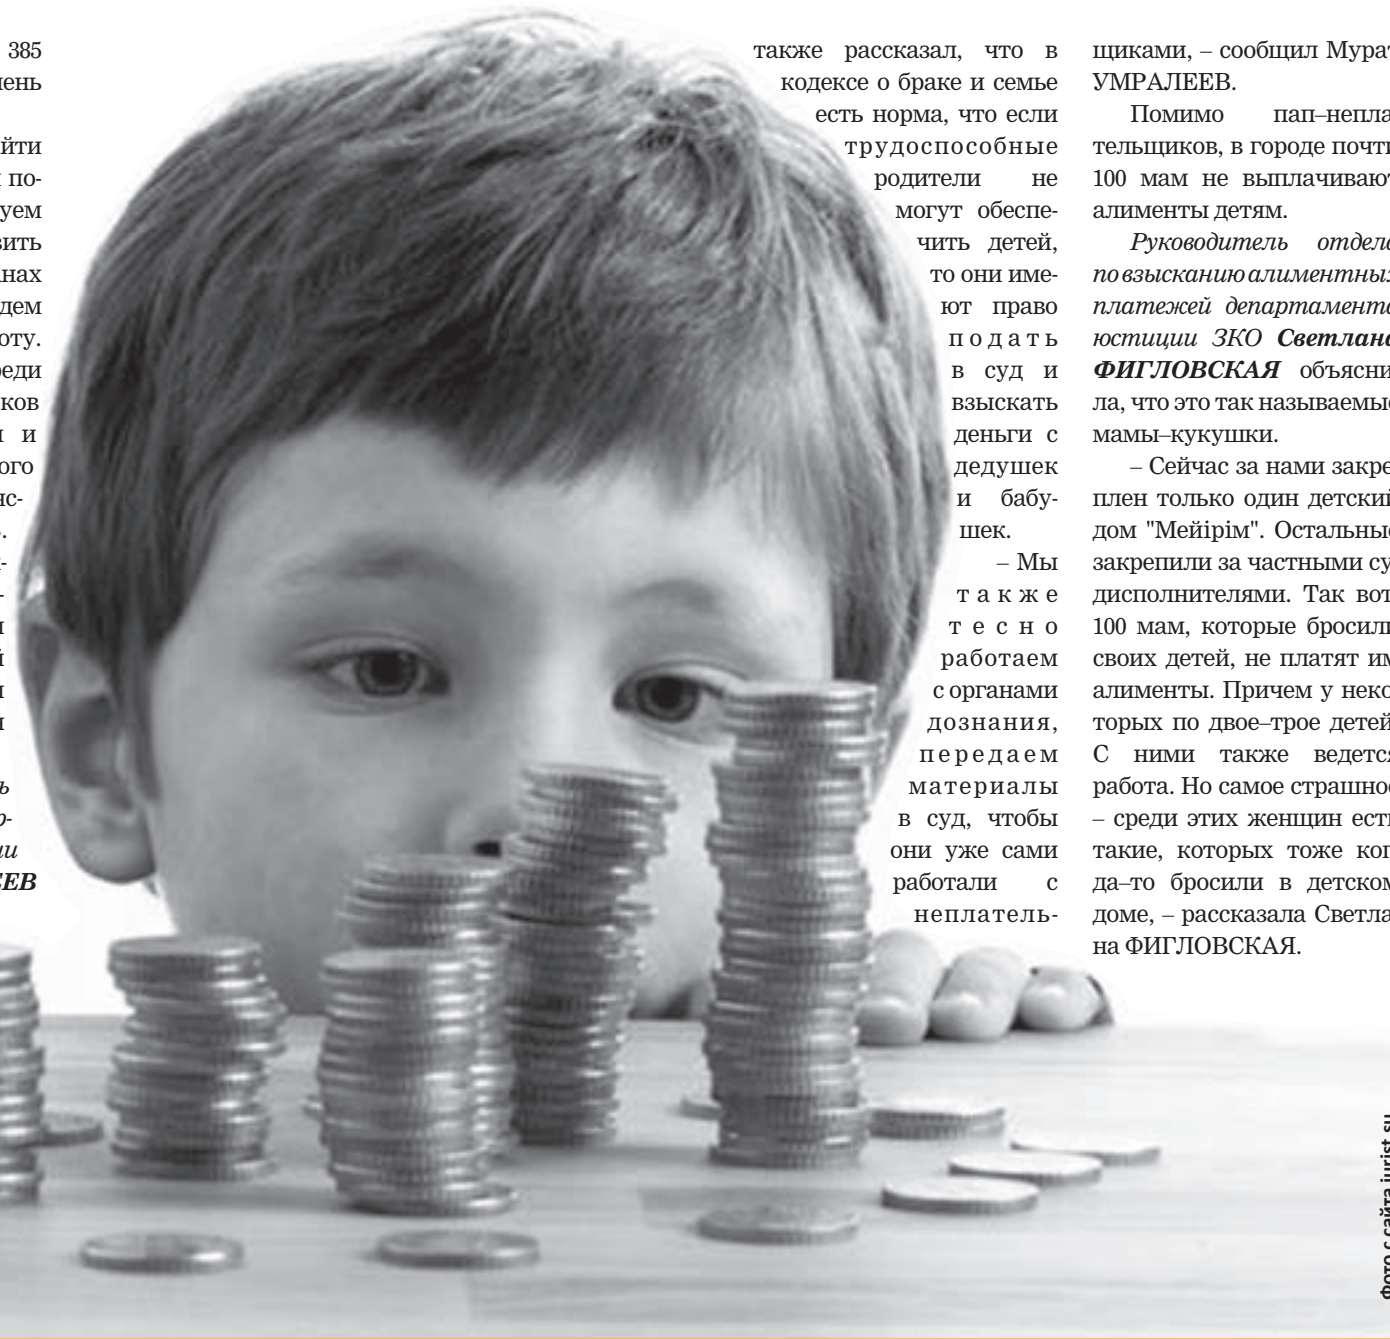 385
йти
по-
также рассказал, что в
кодексе о браке и семье
есть норма, что если
трудоспособные
родители не
могут обеспе-
чить детей,
то они име-
ют право
подать
в суд и
взыскать
деньги с
дедушек
и бабу-
шек.
– Мы
также
тесно
работаем
с органами
дознания,
передаем
материалы
в суд, чтобы
они уже сами
работали с
неплатель-
щиками, – сообщил Мурат
УМРАЛЕЕВ.
Помимо пап–непла-
тельщиков, в городе почти
100 мам не выплачивают
алименты детям.
Руководитель отдела
по взысканию алиментных
платежей департамента
юстиции ЗКО Светлана
ФИГЛОВСКАЯ объясни-
ла, что это так называемые
мамы–кукушки.
– Сейчас за нами закре-
плен только один детский
дом "Мейірім". Остальные
закрепили за частными су-
дисполнителями. Так вот,
100 мам, которые бросили
своих детей, не платят им
алименты. Причем у неко-
торых по двое–трое детей.
С ними также ведется
работа. Но самое страшное
– среди этих женщин есть
такие, которых тоже ког-
да–то бросили в детском
доме, – рассказала Светла-
на ФИГЛОВСКАЯ.
Фото с сайта jurist.su